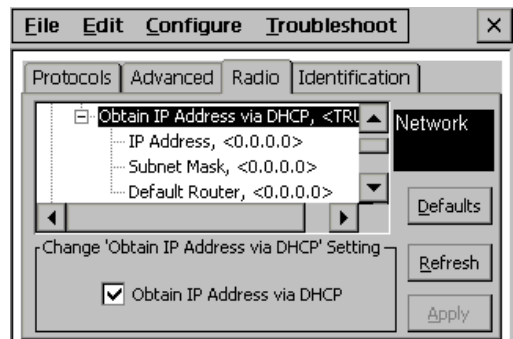 File Edit Configure Troubleshoot
Protocols Advanced Radio Identification
Obtain IP Address via DHCP, <TRU
IP Address, <0.0.0.0>
Subnet Mask, <0.0.0.0>
Default Router, <0.0.0.0>
Network
Defaults
Change 'Obtain IP Address via DHCP' Setting
Obtain IP Address via DHCP
Refresh
Apply